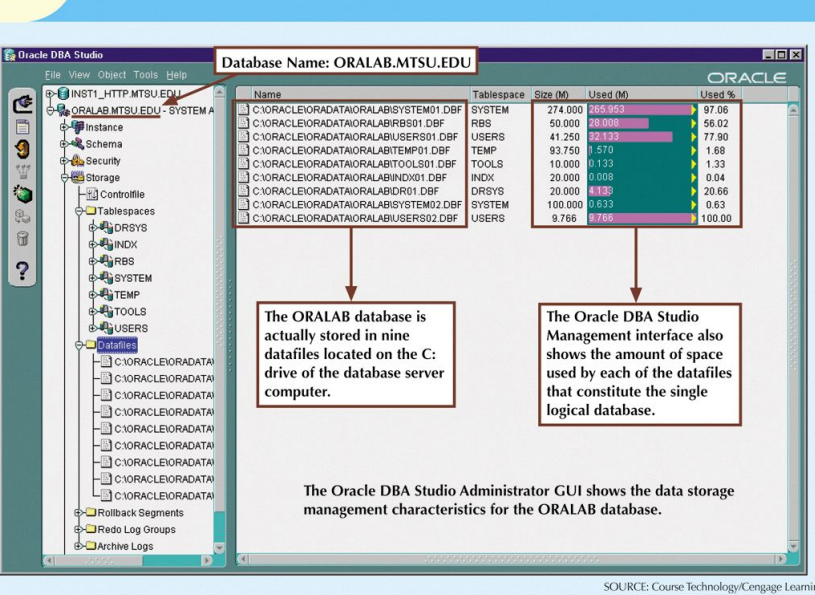 Oracle DBA Studio
Database Name: ORALAB.MTSU.EDU
File View Object Tools Help
ORACLE
INST1_HTTP.MTSU.EDU
ORALAB.MTSU.EDU - SYSTEM A
Instance
Schema
Security
Storage
Controlfile
Tablespaces
DRSYS
INDX
RBS
SYSTEM
TEMP
TOOLS
USERS
Datafiles
C:\ORACLE\ORADATA\
C:\ORACLE\ORADATA\
C:\ORACLE\ORADATA\
C:\ORACLE\ORADATA\
C:\ORACLE\ORADATA\
C:\ORACLE\ORADATA\
C:\ORACLE\ORADATA\
C:\ORACLE\ORADATA\
C:\ORACLE\ORADATA\
Rollback Segments
Redo Log Groups
Archive Logs
Name Tablespace Size (M) Used (M) Used %
C:\ORACLE\ORADATA\ORALAB\SYSTEM01.DBF SYSTEM 274.000 265.953 97.06
C:\ORACLE\ORADATA\ORALAB\RBS01.DBF RBS 50.000 28.008 56.02
C:\ORACLE\ORADATA\ORALAB\USERS01.DBF USERS 41.250 32.133 77.90
C:\ORACLE\ORADATA\ORALAB\TEMP01.DBF TEMP 93.750 1.570 1.68
C:\ORACLE\ORADATA\ORALAB\TOOLS01.DBF TOOLS 10.000 0.133 1.33
C:\ORACLE\ORADATA\ORALAB\INDX01.DBF INDX 20.000 0.008 0.04
C:\ORACLE\ORADATA\ORALAB\DR01.DBF DRSYS 20.000 4.133 20.66
C:\ORACLE\ORADATA\ORALAB\SYSTEM02.DBF SYSTEM 100.000 0.633 0.63
C:\ORACLE\ORADATA\ORALAB\USERS02.DBF USERS 9.766 9.766 100.00
The ORALAB database is
actually stored in nine
datafiles located on the C:
drive of the database server
computer.
The Oracle DBA Studio
Management interface also
shows the amount of space
used by each of the datafiles
that constitute the single
logical database.
The Oracle DBA Studio Administrator GUI shows the data storage
management characteristics for the ORALAB database.
SOURCE: Course Technology/Cengage Learnin